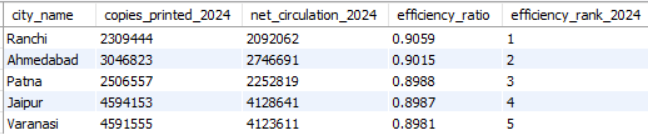 city_name copies_printed_2024 net_circulation_2024 efficiency_ratio efficiency_rank_2024
Ranchi 2309444 2092062 0.9059 1
Ahmedabad 3046823 2746691 0.9015 2
Patna 2506557 2252819 0.8988 3
Jaipur 4594153 4128641 0.8987 4
Varanasi 4591555 4123611 0.8981 5